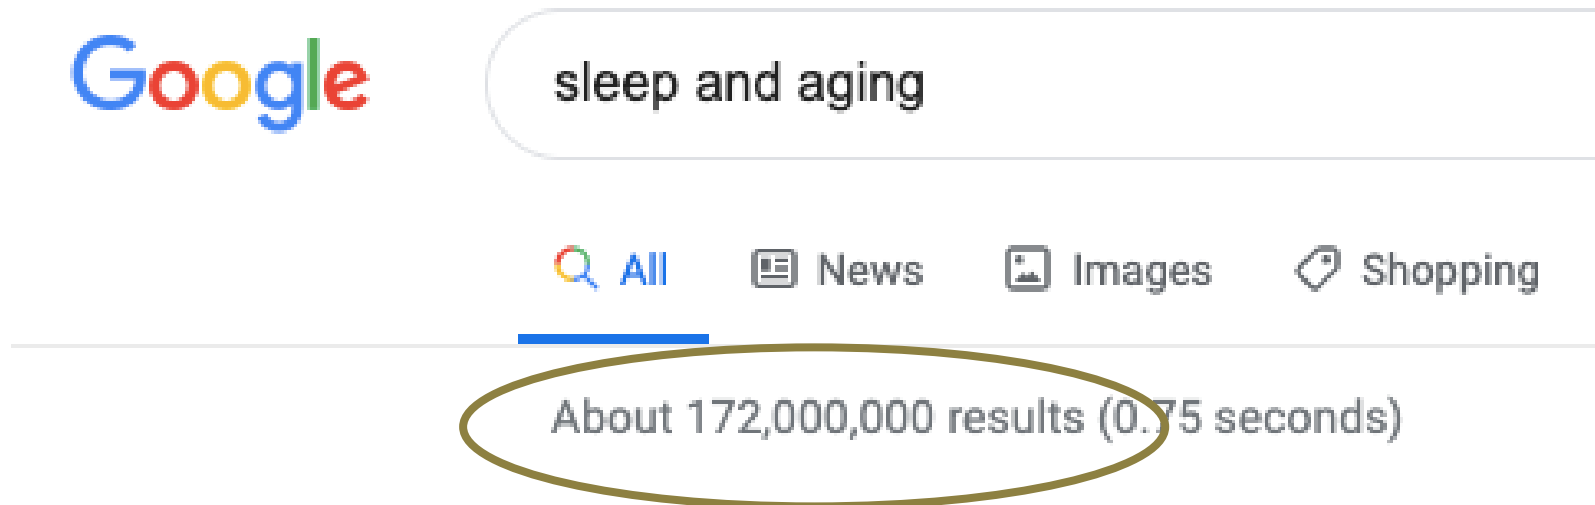 Google
sleep and aging
All News Images Shopping
About 172,000,000 results (0.75 seconds)